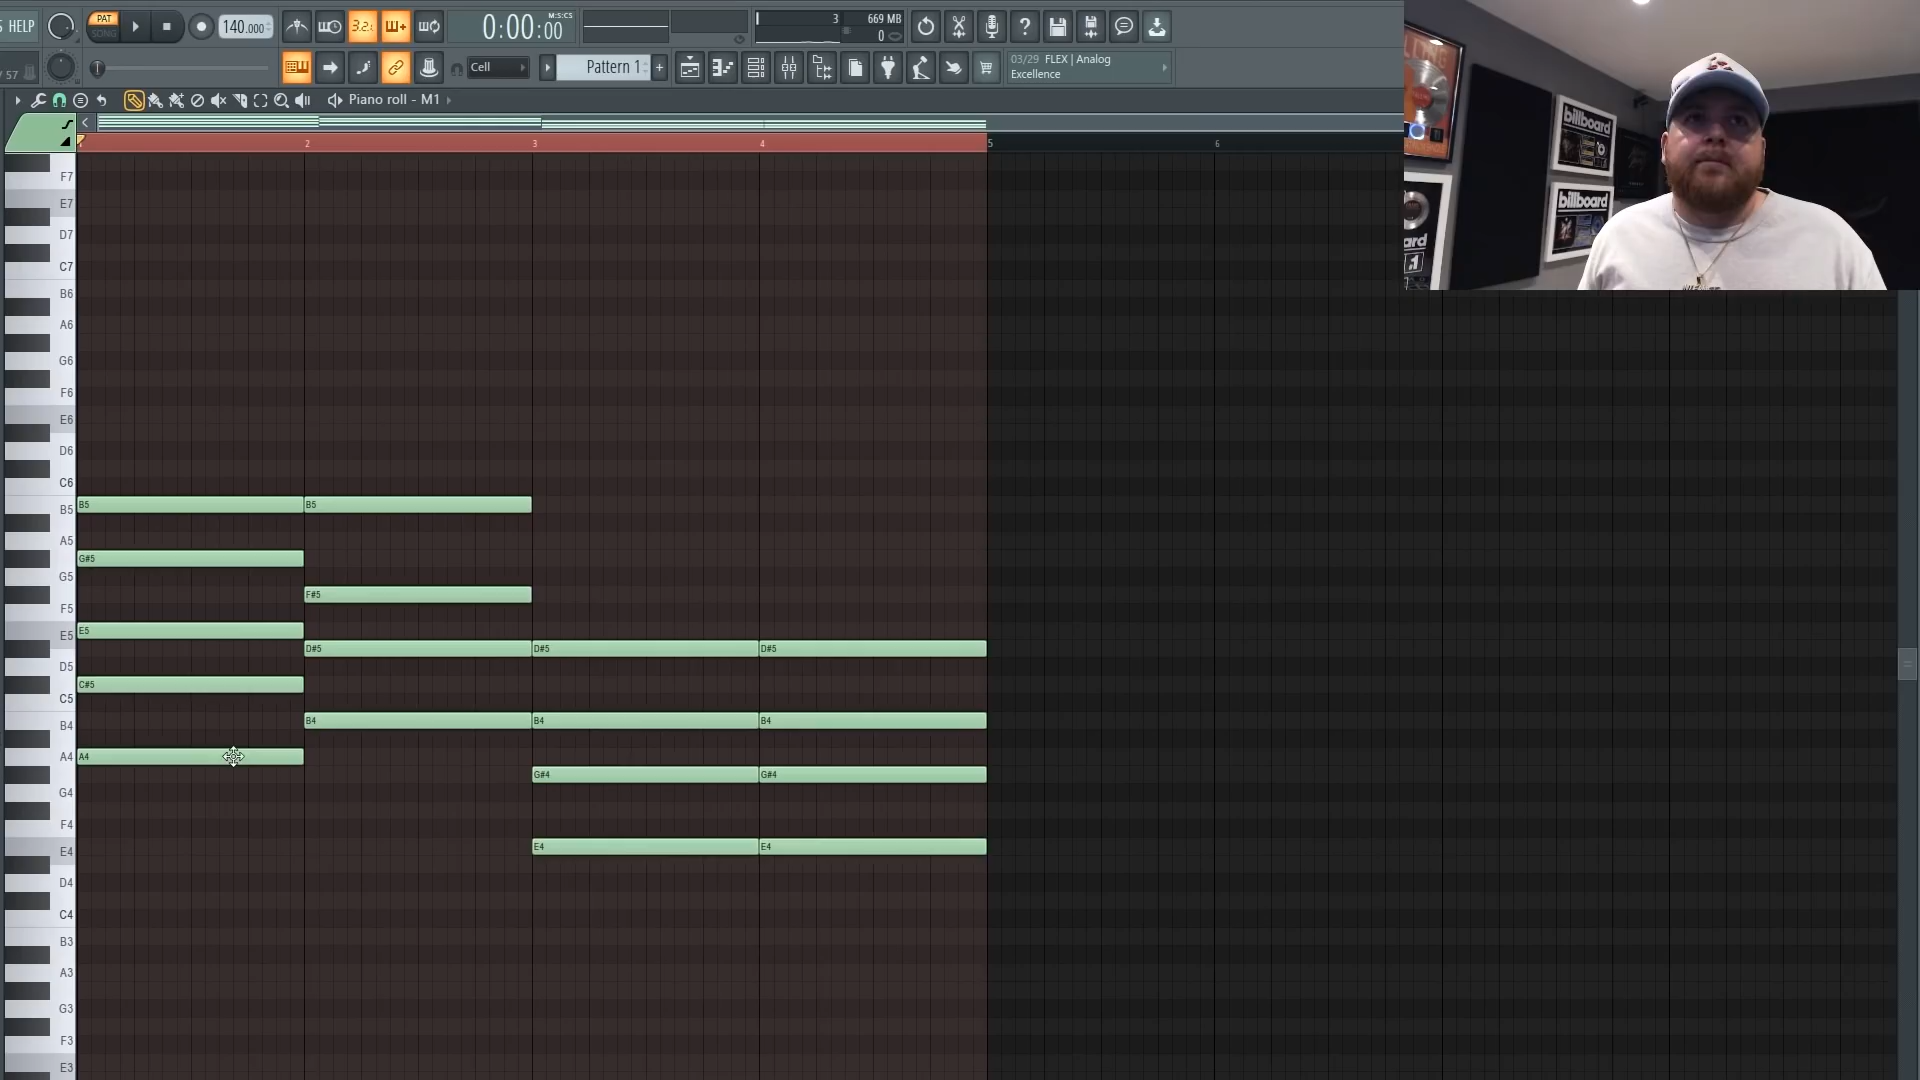 S HELP
PAT
SONG
140.000
3.2.
0:00:00
M:S:CS
3
669 MB
0
/ 57
Cell
Pattern 1
+
03/29 FLEX | Analog
Excellence
Piano roll - M1
2
3
4
5
6
F7
E7
D7
C7
B6
A6
G6
F6
E6
D6
C6
B5
B5
B5
A5
G#5
G5
F#5
F5
E5
E5
D#5
D#5
D#5
D5
C#5
C5
B4
B4
B4
B4
A4
A4
G#4
G#4
G4
F4
E4
E4
E4
D4
C4
B3
A3
G3
F3
E3
billboard
billboard